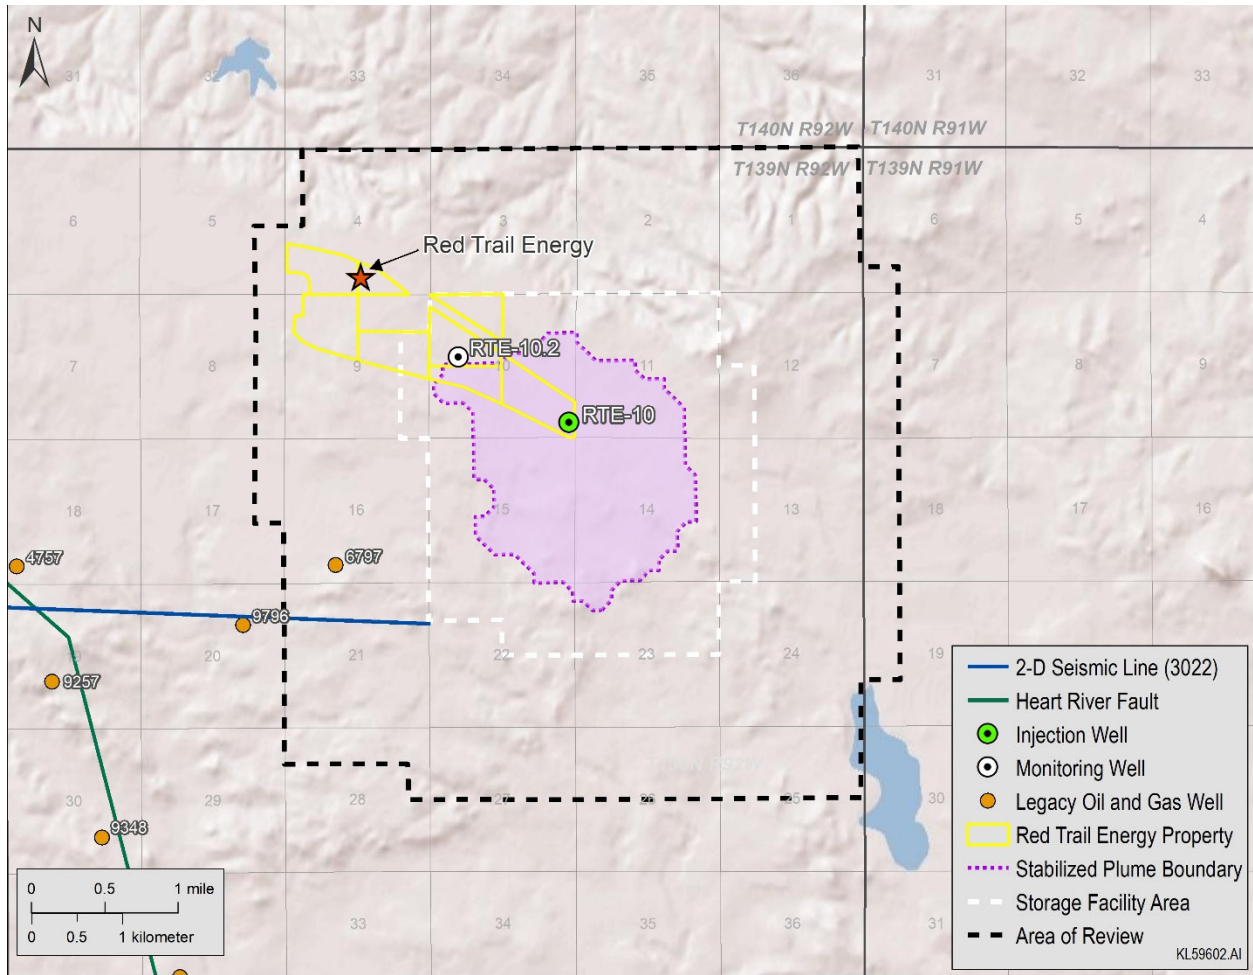 N
31
32
33
34
35
36
31
32
33
T140N R92W
T140N R91W
T139N R92W
T139N R91W
6
5
4
3
2
1
6
5
4
Red Trail Energy
RTE-10.2
7
8
9
10
11
12
7
8
9
RTE-10
18
17
16
15
14
13
18
17
16
4757
6797
9796
9257
20
21
22
23
24
19
2-D Seismic Line (3022)
Heart River Fault
Injection Well
Monitoring Well
Legacy Oil and Gas Well
Red Trail Energy Property
Stabilized Plume Boundary
Storage Facility Area
Area of Review
KL59602.AI
30
29
28
27
26
25
30
9348
0 0.5 1 mile
0 0.5 1 kilometer
33
34
35
36
31